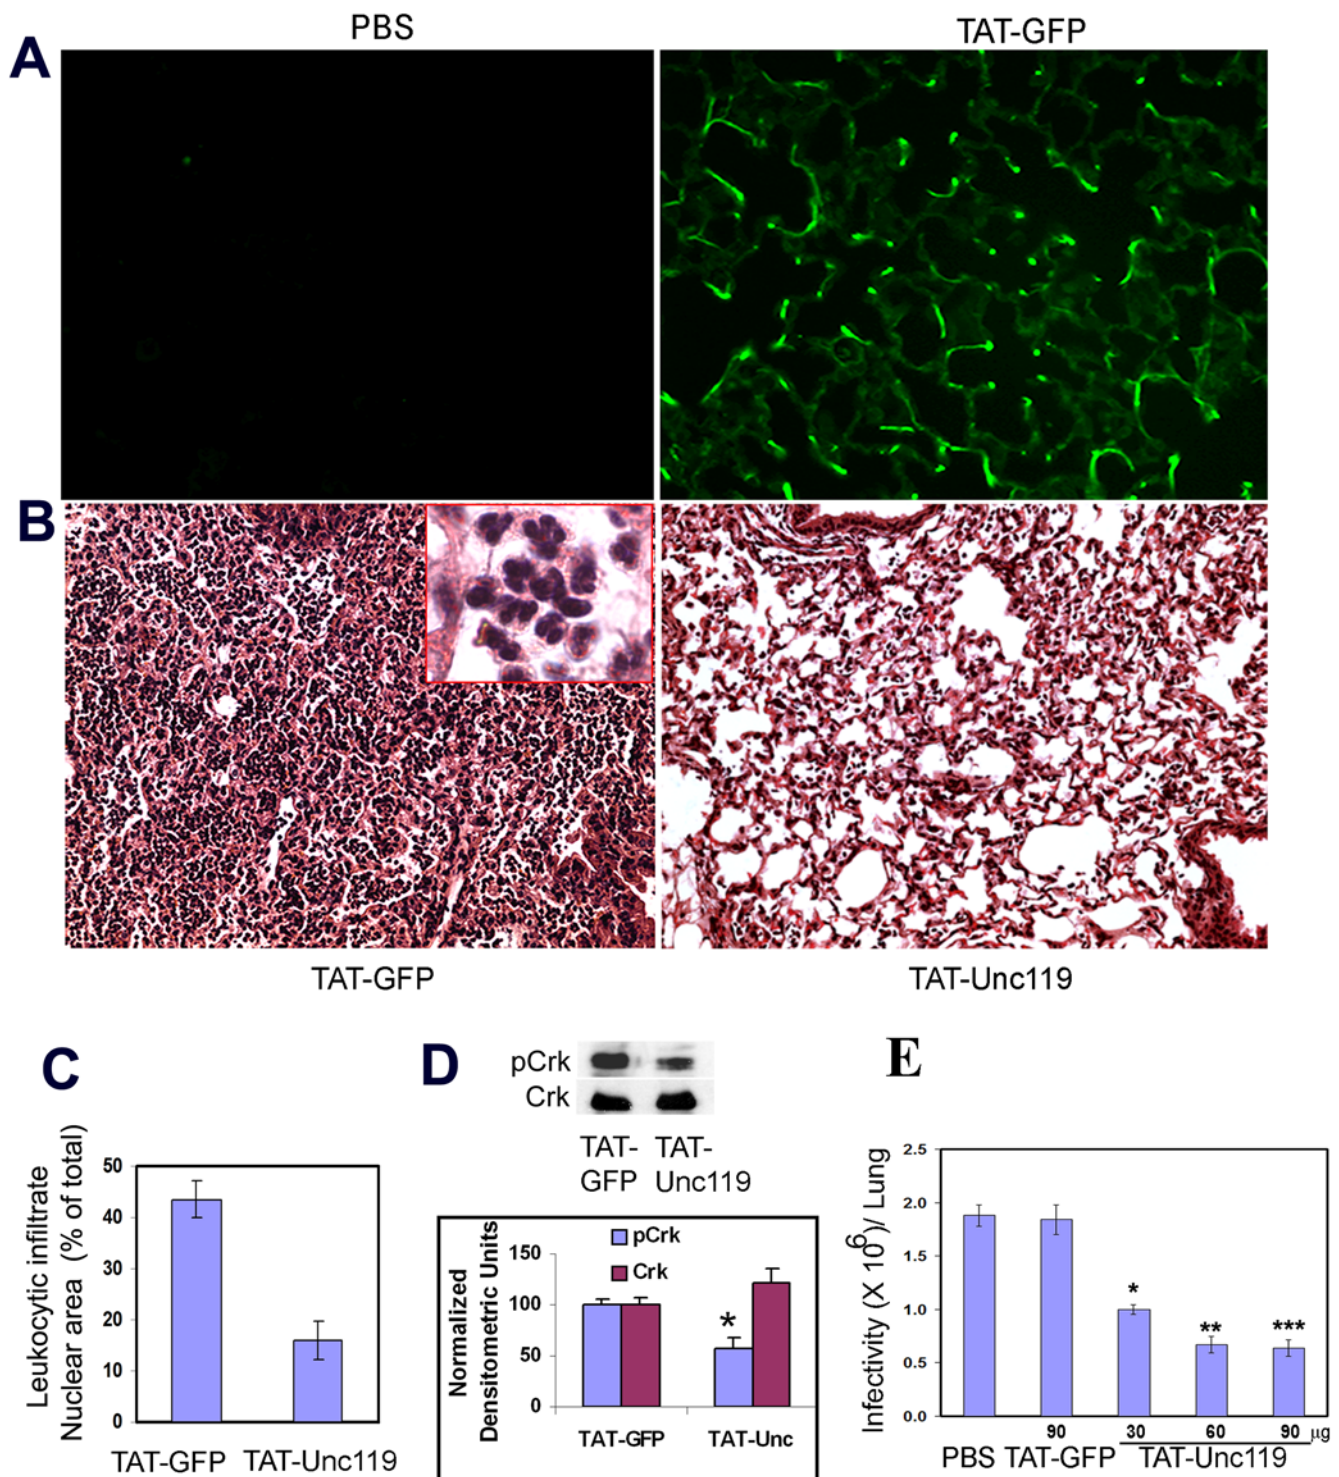 PBS
TAT-GFP
A
B
TAT-GFP
TAT-Unc119
C
Leukocytic infiltrate
Nuclear area (% of total)
50
40
30
20
10
0
TAT-GFP
TAT-Unc119
D
pCrk
Crk
TAT-
GFP
TAT-
Unc119
Normalized
Densitometric Units
150
100
50
0
pCrk
Crk
*
TAT-GFP
TAT-Unc
E
Infectivity (X 10⁶)/ Lung
2.5
2.0
1.5
1.0
0.5
0.0
*
**
***
90
30
60
90
μg
PBS
TAT-GFP
TAT-Unc119